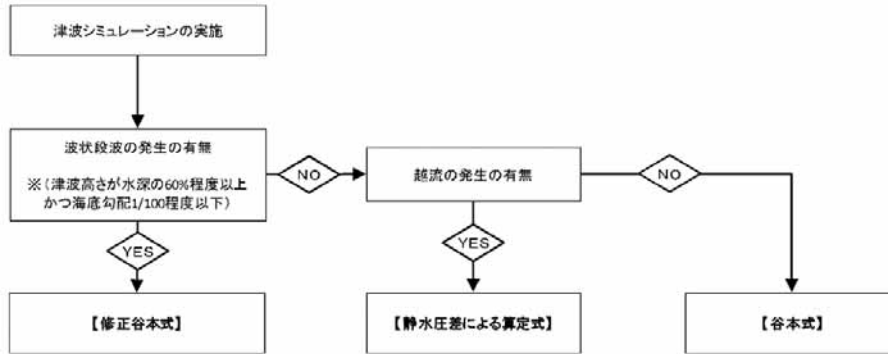 津波シミュレーションの実施
波状段波の発生の有無
※(津波高さが水深の60%程度以上
かつ海底勾配1/100程度以下)
NO
越流の発生の有無
NO
YES
YES
【修正谷本式】
【静水圧差による算定式】
【谷本式】